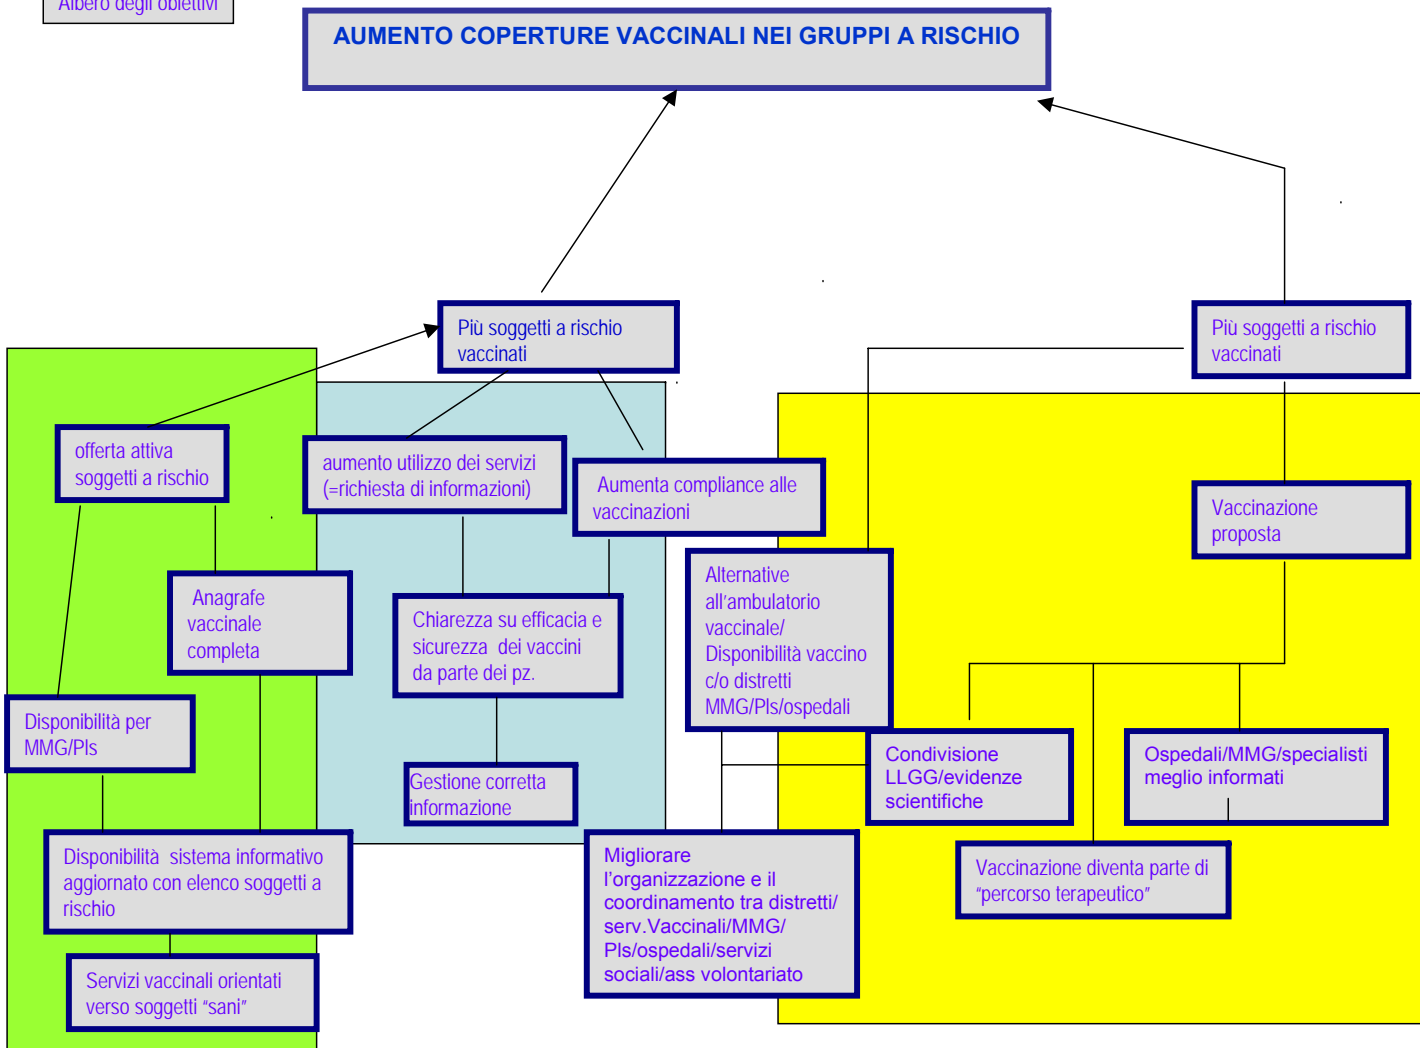 Albero degli obiettivi
AUMENTO COPERTURE VACCINALI NEI GRUPPI A RISCHIO
Più soggetti a rischio
vaccinati
Più soggetti a rischio
vaccinati
offerta attiva
soggetti a rischio
aumento utilizzo dei servizi
(=richiesta di informazioni)
Aumenta compliance alle
vaccinazioni
Vaccinazione
proposta
Anagrafe
vaccinale
completa
Chiarezza su efficacia e
sicurezza dei vaccini
da parte dei pz.
Alternative
all'ambulatorio
vaccinale/
Disponibilità vaccino
c/o distretti
MMG/Pls/ospedali
Disponibilità per
MMG/Pls
Gestione corretta
informazione
Condivisione
LLGG/evidenze
scientifiche
Ospedali/MMG/specialisti
meglio informati
Disponibilità sistema informativo
aggiornato con elenco soggetti a
rischio
Migliorare
l'organizzazione e il
coordinamento tra distretti/
serv.Vaccinali/MMG/
Pls/ospedali/servizi
sociali/ass volontariato
Vaccinazione diventa parte di
"percorso terapeutico"
Servizi vaccinali orientati
verso soggetti "sani"